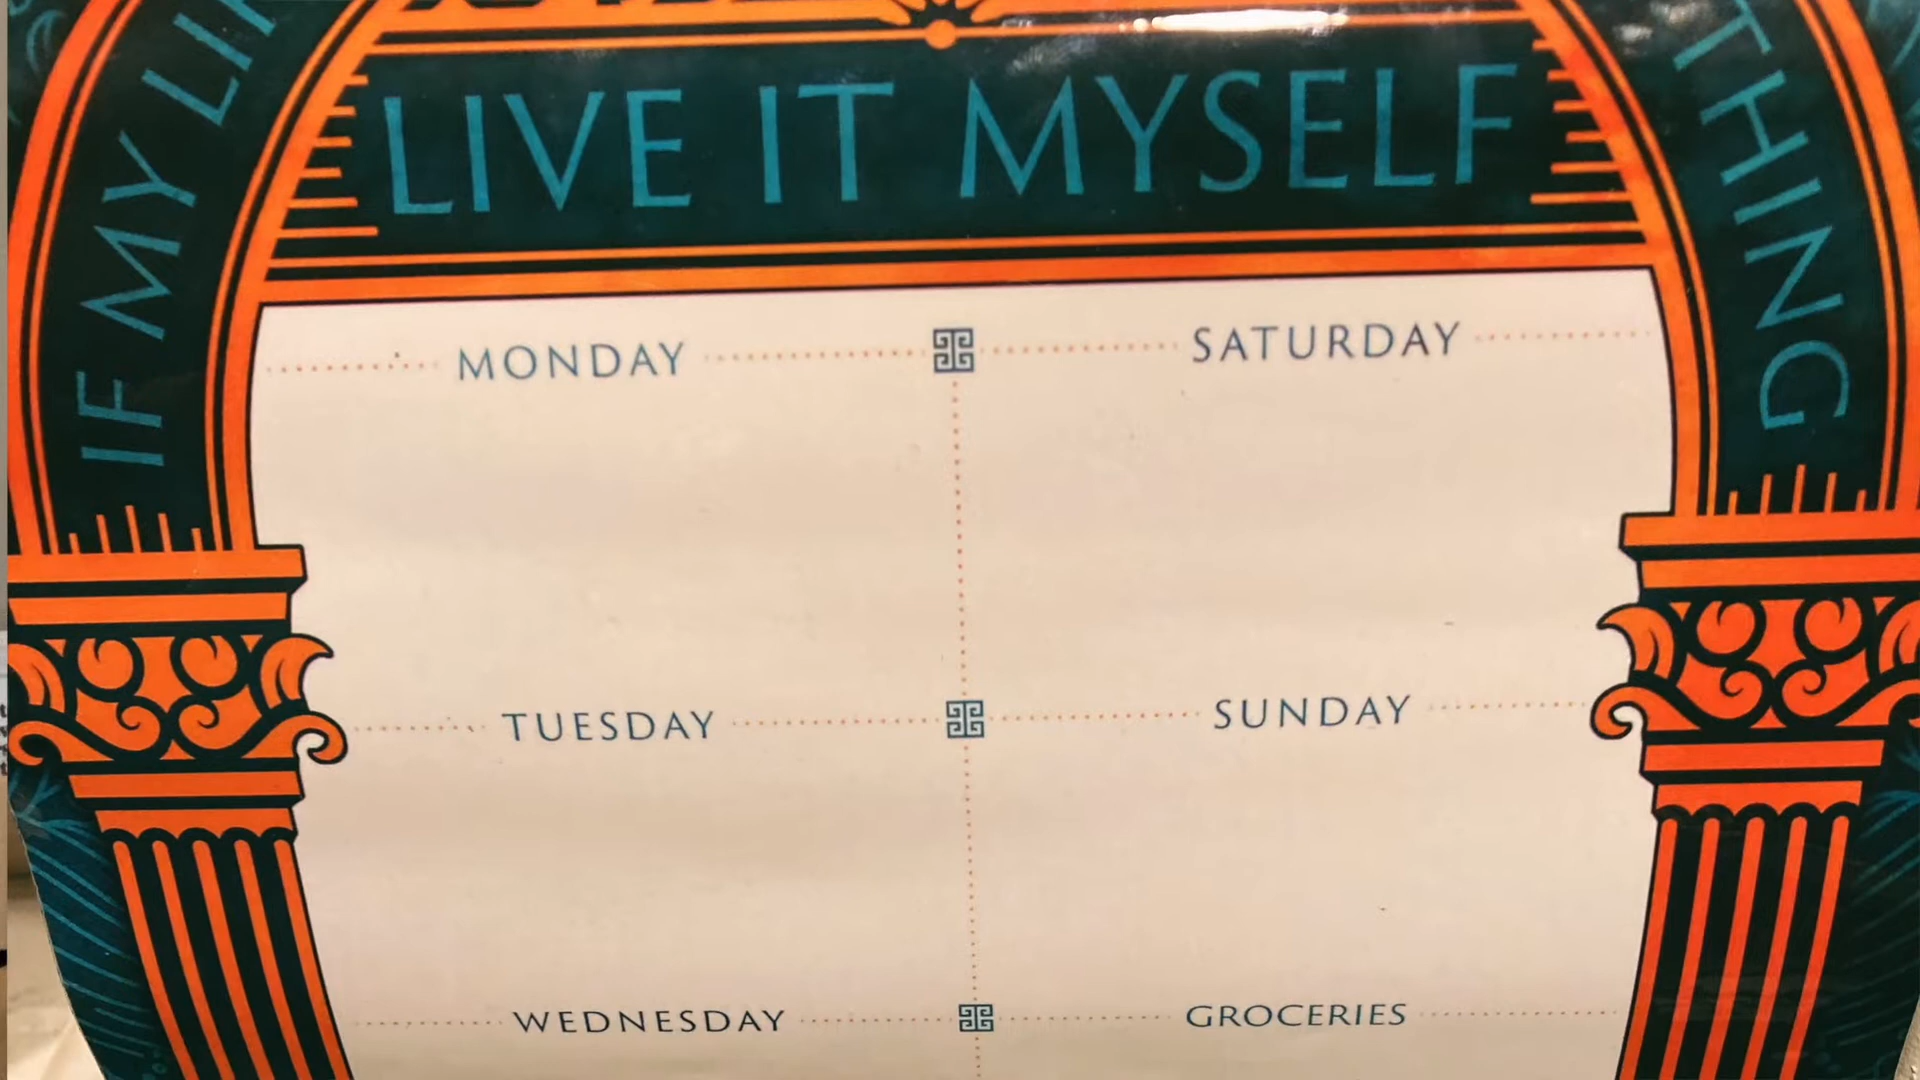 IF MY
THING
LIVE IT MYSELF
MONDAY
SATURDAY
TUESDAY
SUNDAY
WEDNESDAY
GROCERIES